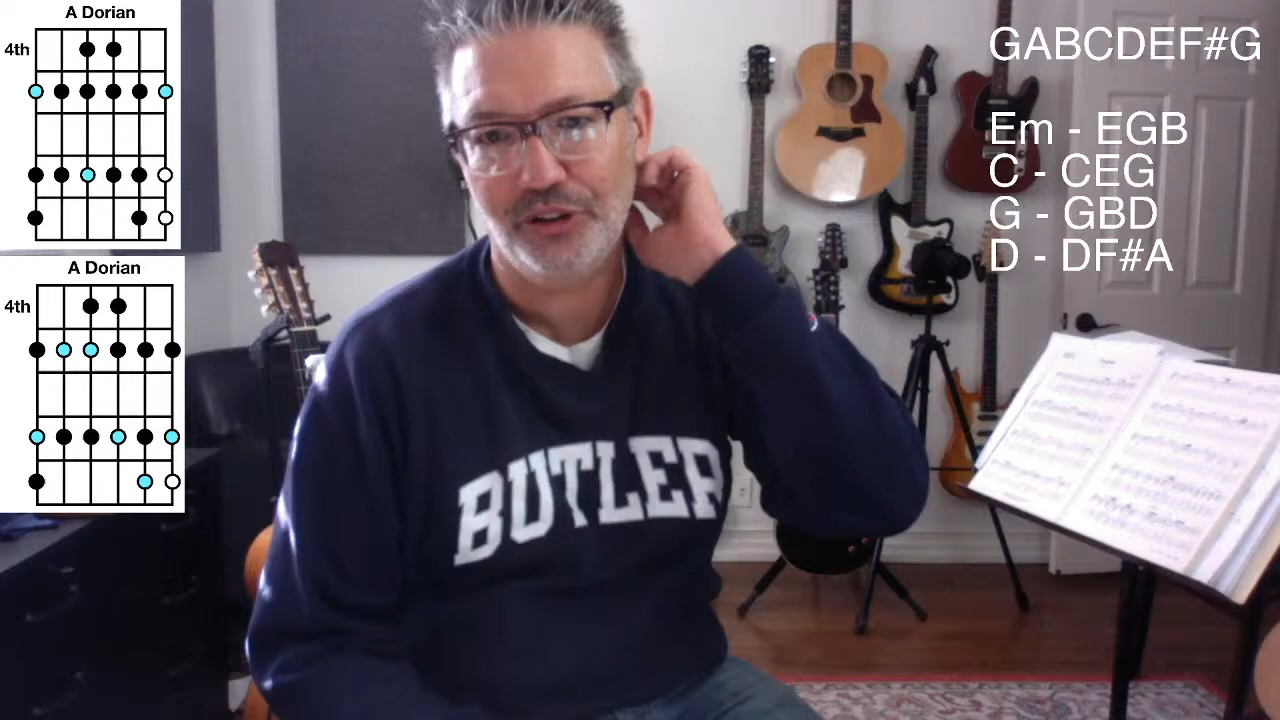 A Dorian
4th
A Dorian
4th
GABCDEF#G
Em - EGB
C - CEG
G - GBD
D - DF#A
BUTLER